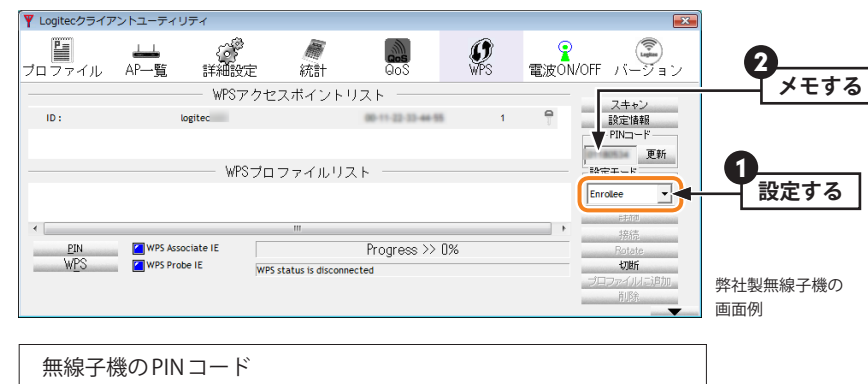 Logitecクライアントユーティリティ
プロファイル AP一覧 詳細設定 統計 QoS WPS 電波ON/OFF バージョン
WPSアクセスポイントリスト
ID : logitec 1
WPSプロファイルリスト
スキャン
設定情報
PINコード
更新
設定モード
Enrollee
詳細
接続
Rotate
切断
プロファイルに追加
削除
PIN WPS Associate IE Progress >> 0%
WPS WPS Probe IE WPS status is disconnected
2 メモする
1 設定する
弊社製無線子機の
画面例
無線子機のPINコード